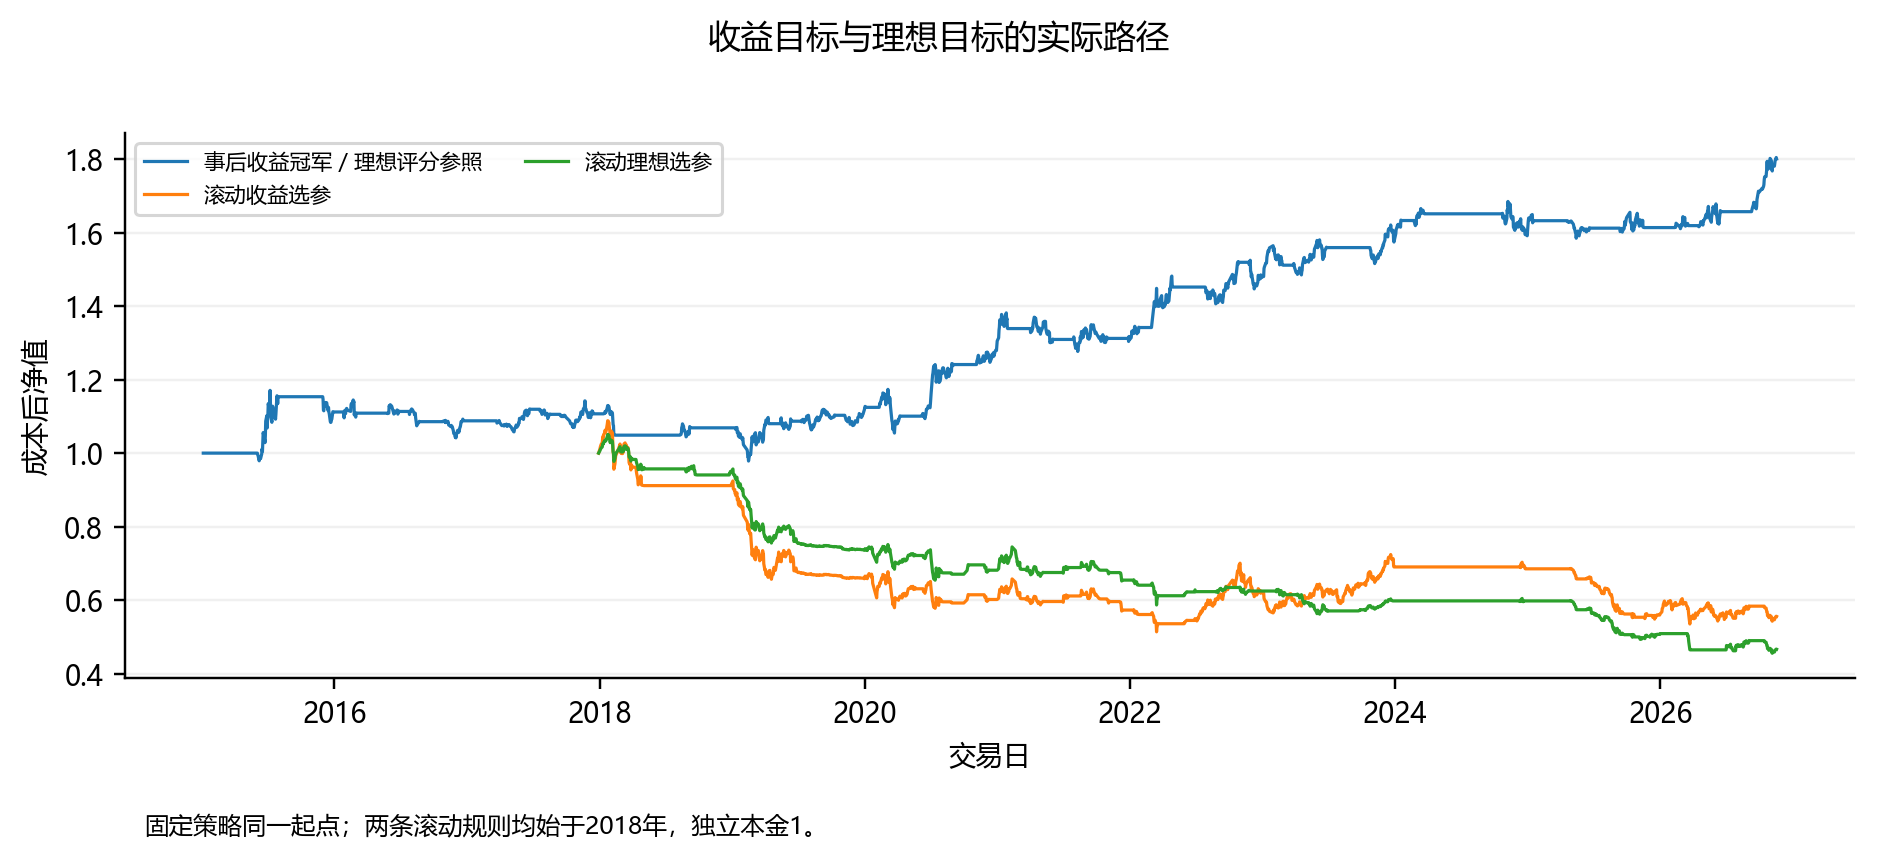 收益目标与理想目标的实际路径
事后收益冠军 / 理想评分参照
滚动收益选参
滚动理想选参
成本后净值
1.8
1.6
1.4
1.2
1.0
0.8
0.6
0.4
2016 2018 2020 2022 2024 2026
交易日
固定策略同一起点；两条滚动规则均始于2018年，独立本金1。